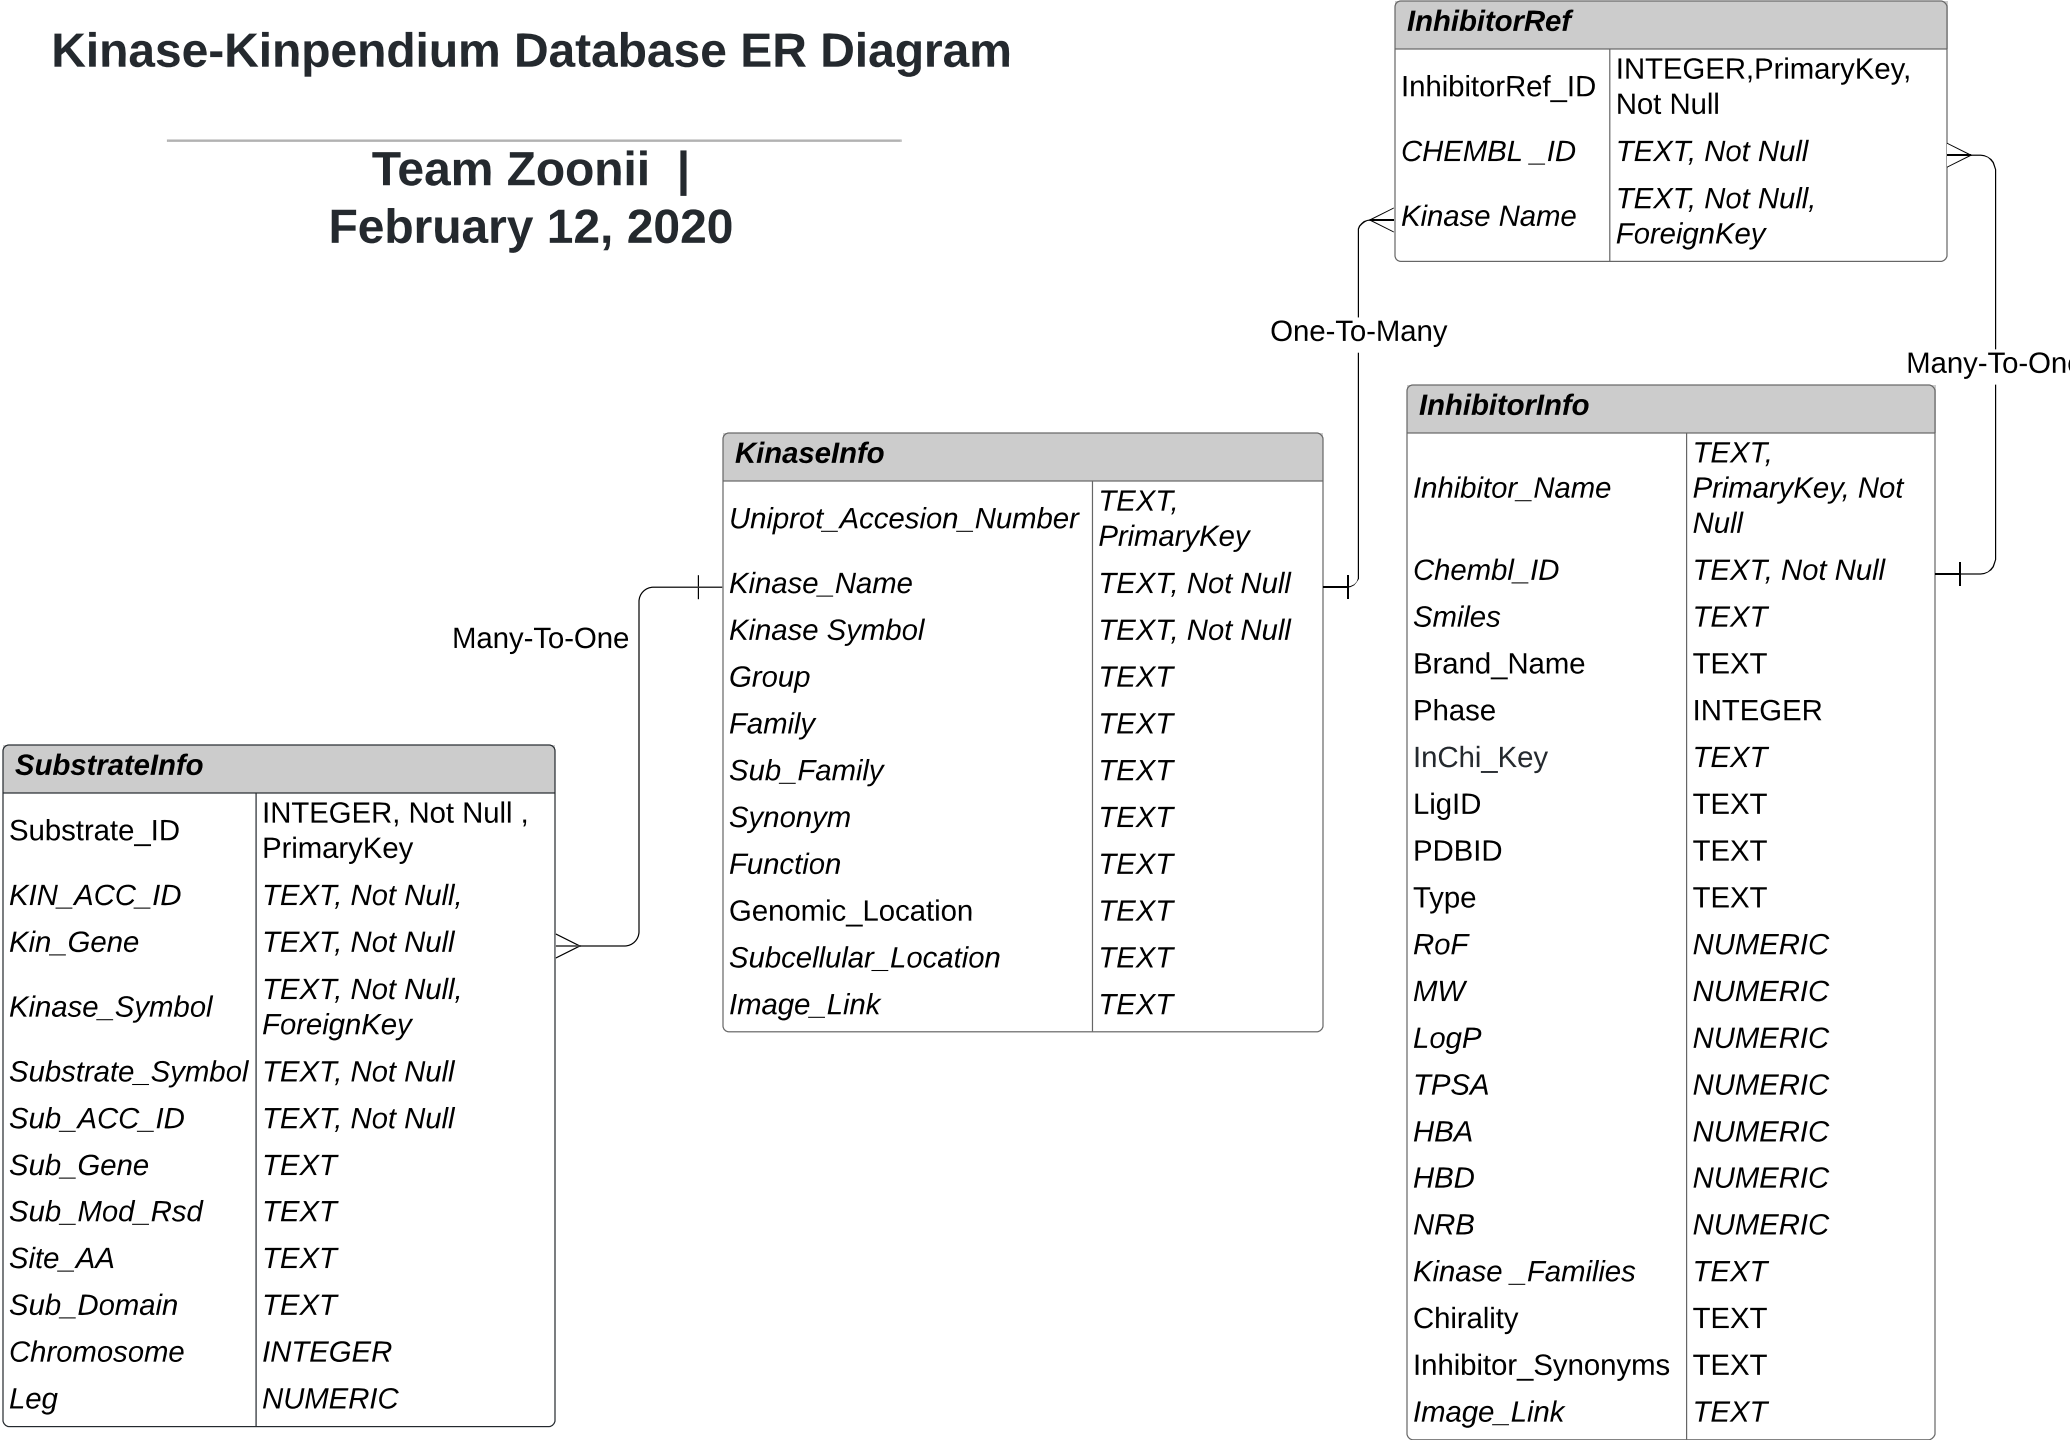 Kinase-Kinpendium Database ER Diagram
Team Zoonii  |
February 12, 2020
InhibitorRef
InhibitorRef_ID INTEGER,PrimaryKey,
Not Null
CHEMBL _ID TEXT, Not Null
Kinase Name TEXT, Not Null,
ForeignKey
One-To-Many
Many-To-One
InhibitorInfo
Inhibitor_Name TEXT,
PrimaryKey, Not
Null
Chembl_ID TEXT, Not Null
Smiles TEXT
Brand_Name TEXT
Phase INTEGER
InChi_Key TEXT
LigID TEXT
PDBID TEXT
Type TEXT
RoF NUMERIC
MW NUMERIC
LogP NUMERIC
TPSA NUMERIC
HBA NUMERIC
HBD NUMERIC
NRB NUMERIC
Kinase _Families TEXT
Chirality TEXT
Inhibitor_Synonyms TEXT
Image_Link TEXT
KinaseInfo
Uniprot_Accesion_Number TEXT,
PrimaryKey
Kinase_Name TEXT, Not Null
Kinase Symbol TEXT, Not Null
Group TEXT
Family TEXT
Sub_Family TEXT
Synonym TEXT
Function TEXT
Genomic_Location TEXT
Subcellular_Location TEXT
Image_Link TEXT
Many-To-One
SubstrateInfo
Substrate_ID INTEGER, Not Null ,
PrimaryKey
KIN_ACC_ID TEXT, Not Null,
Kin_Gene TEXT, Not Null
Kinase_Symbol TEXT, Not Null,
ForeignKey
Substrate_Symbol TEXT, Not Null
Sub_ACC_ID TEXT, Not Null
Sub_Gene TEXT
Sub_Mod_Rsd TEXT
Site_AA TEXT
Sub_Domain TEXT
Chromosome INTEGER
Leg NUMERIC